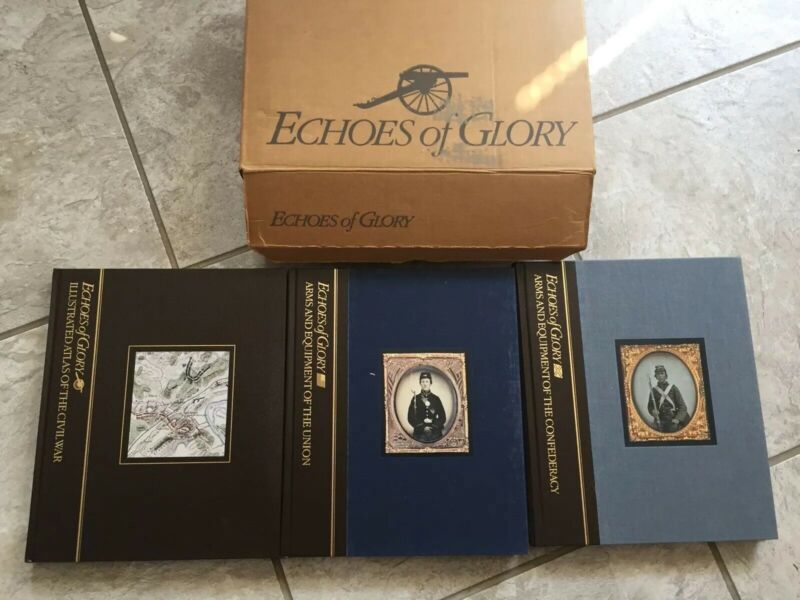 ECHOES of GLORY
ECHOES of GLORY
ECHOES of GLORY
ILLUSTRATED ATLAS OF THE CIVIL WAR
ECHOES of GLORY
ARMS AND EQUIPMENT OF THE UNION
ECHOES of GLORY
ARMS AND EQUIPMENT OF THE CONFEDERACY